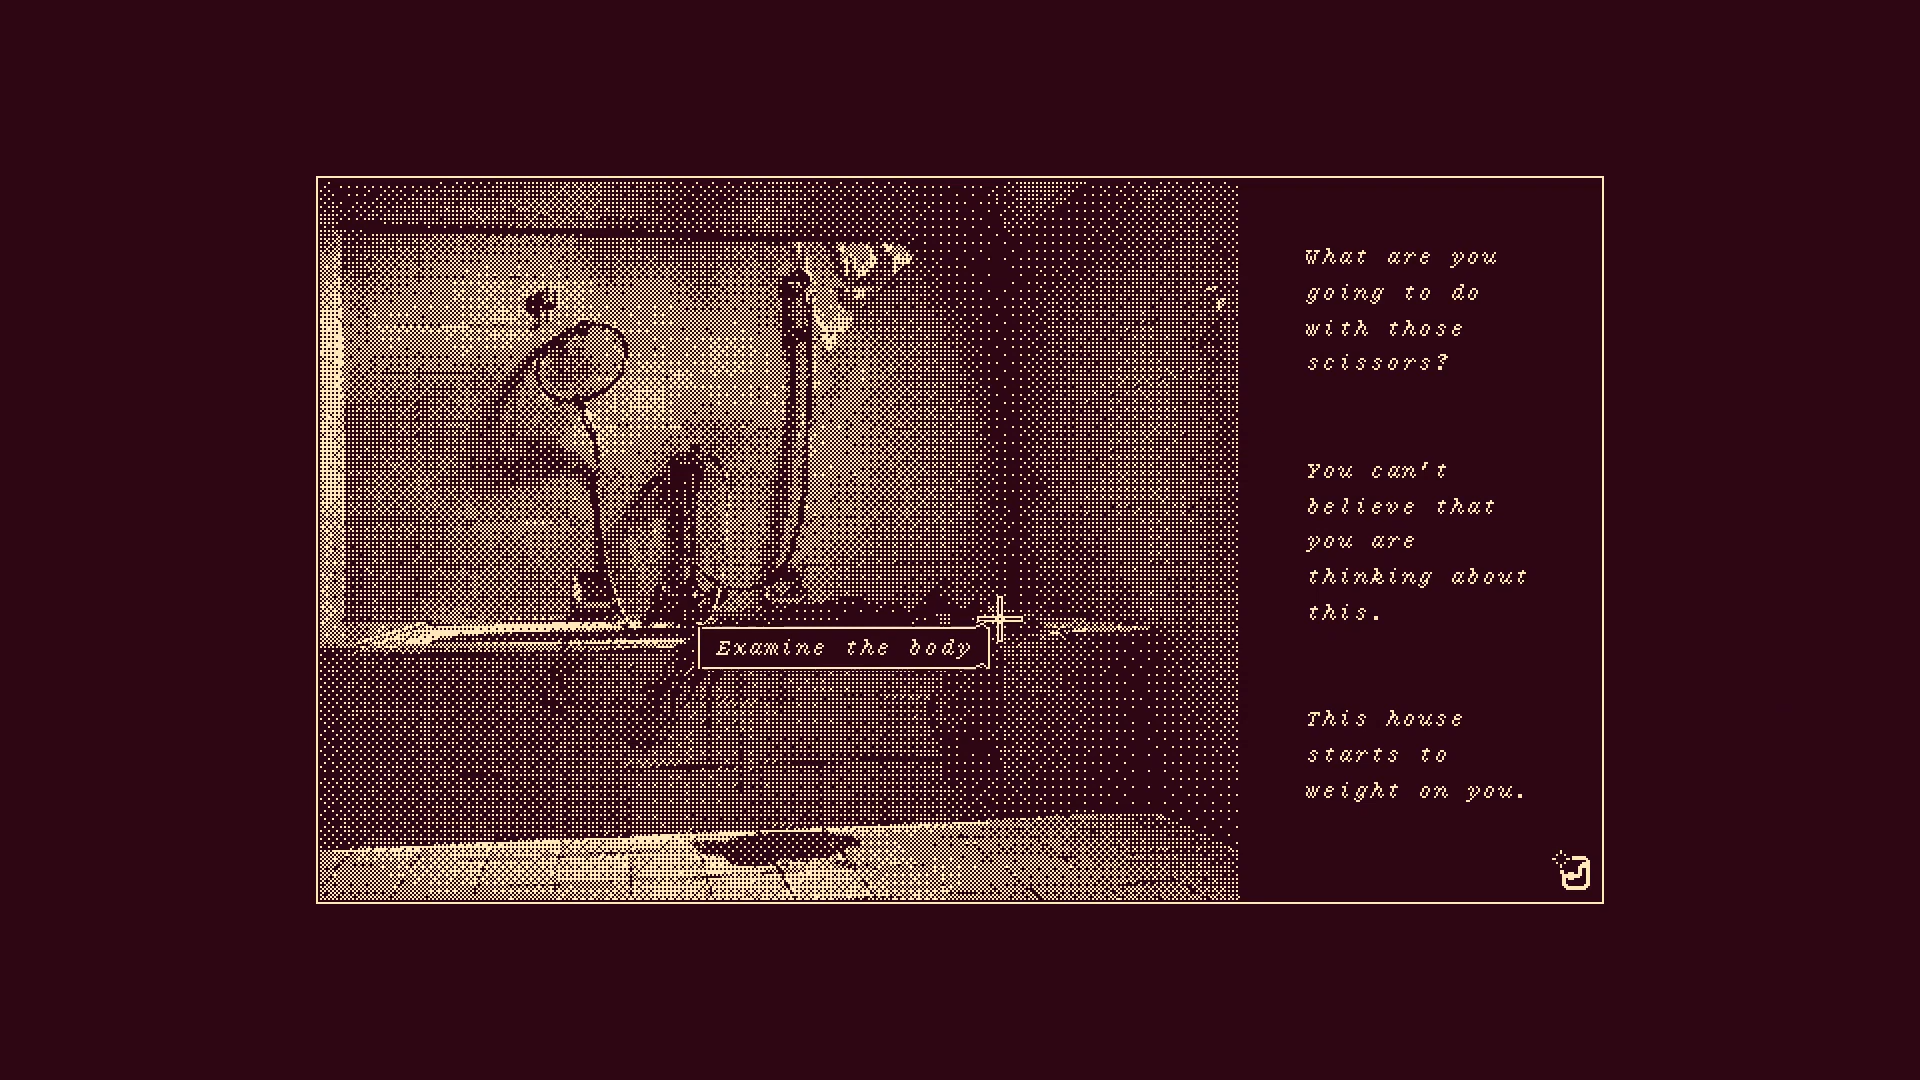 Examine the body
What are you
going to do
with those
scissors?
You can't
believe that
you are
thinking about
this.
This house
starts to
weight on you.